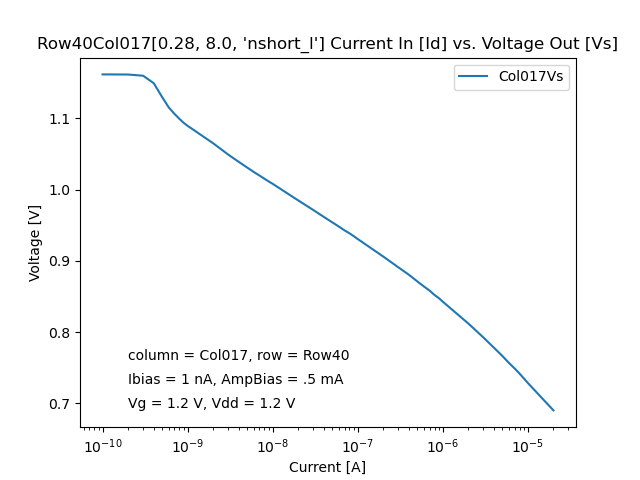 Row40Col017[0.28, 8.0, 'nshort_l'] Current In [Id] vs. Voltage Out [Vs]
Col017Vs
1.1
1.0
0.9
0.8
0.7
Voltage [V]
column = Col017, row = Row40
Ibias = 1 nA, AmpBias = .5 mA
Vg = 1.2 V, Vdd = 1.2 V
10⁻¹⁰ 10⁻⁹ 10⁻⁸ 10⁻⁷ 10⁻⁶ 10⁻⁵
Current [A]